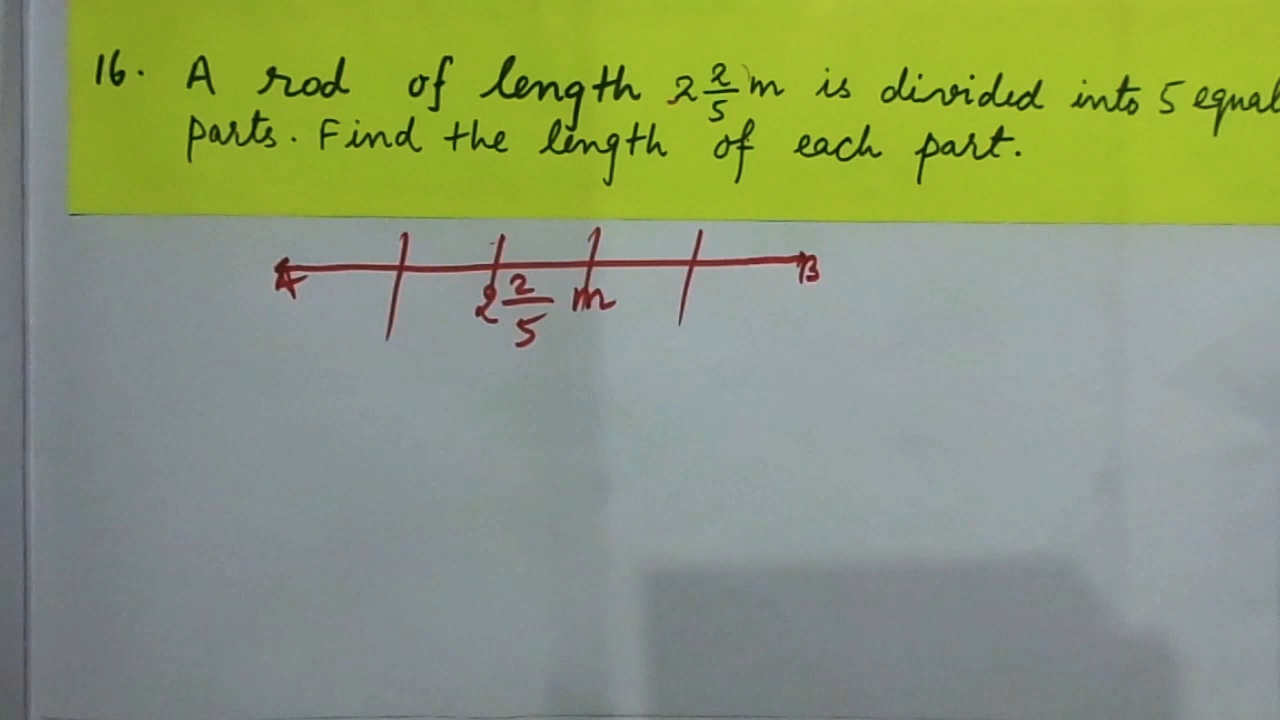 16. A rod of length 2 2/5 m is divided into 5 equal
parts. Find the length of each part.
A B
2 2/5 m